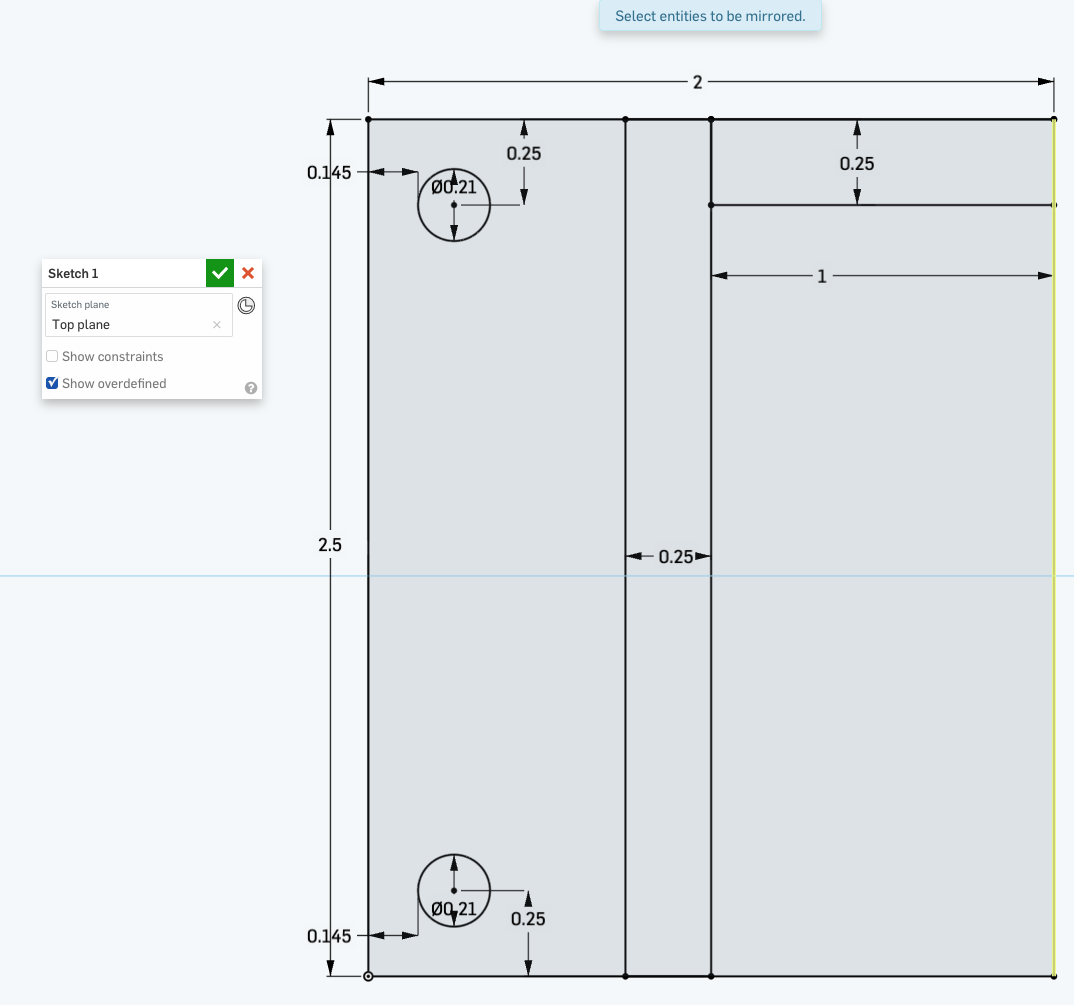 Select entities to be mirrored.
2
0.25
0.145
Ø0.21
0.25
Sketch 1
Sketch plane
Top plane
Show constraints
Show overdefined
?
1
2.5
0.25
Ø0.21
0.25
0.145